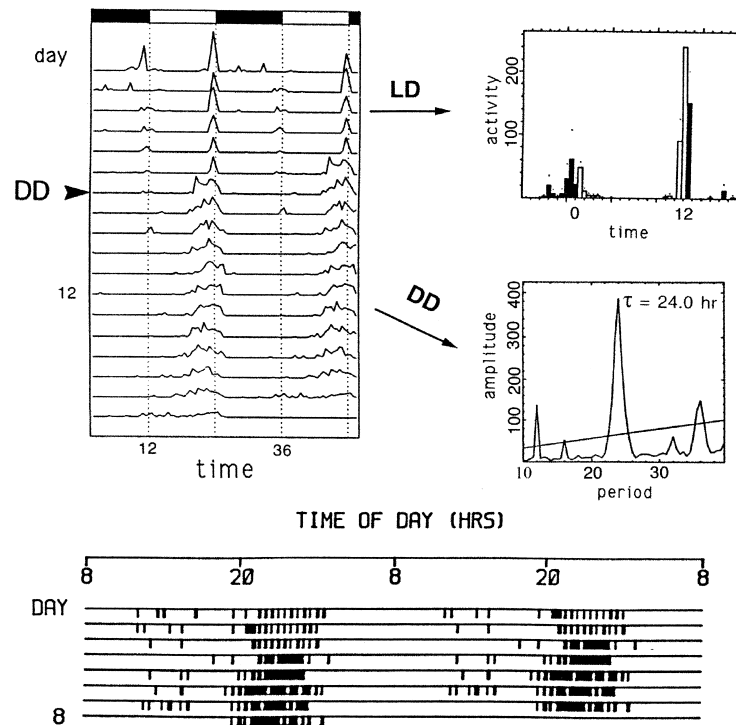 day
DD
12
12
36
time
LD
DD
200
100
activity
0
12
time
400
300
200
100
amplitude
τ = 24.0 hr
10
20
30
period
TIME OF DAY (HRS)
8
20
8
20
8
DAY
8